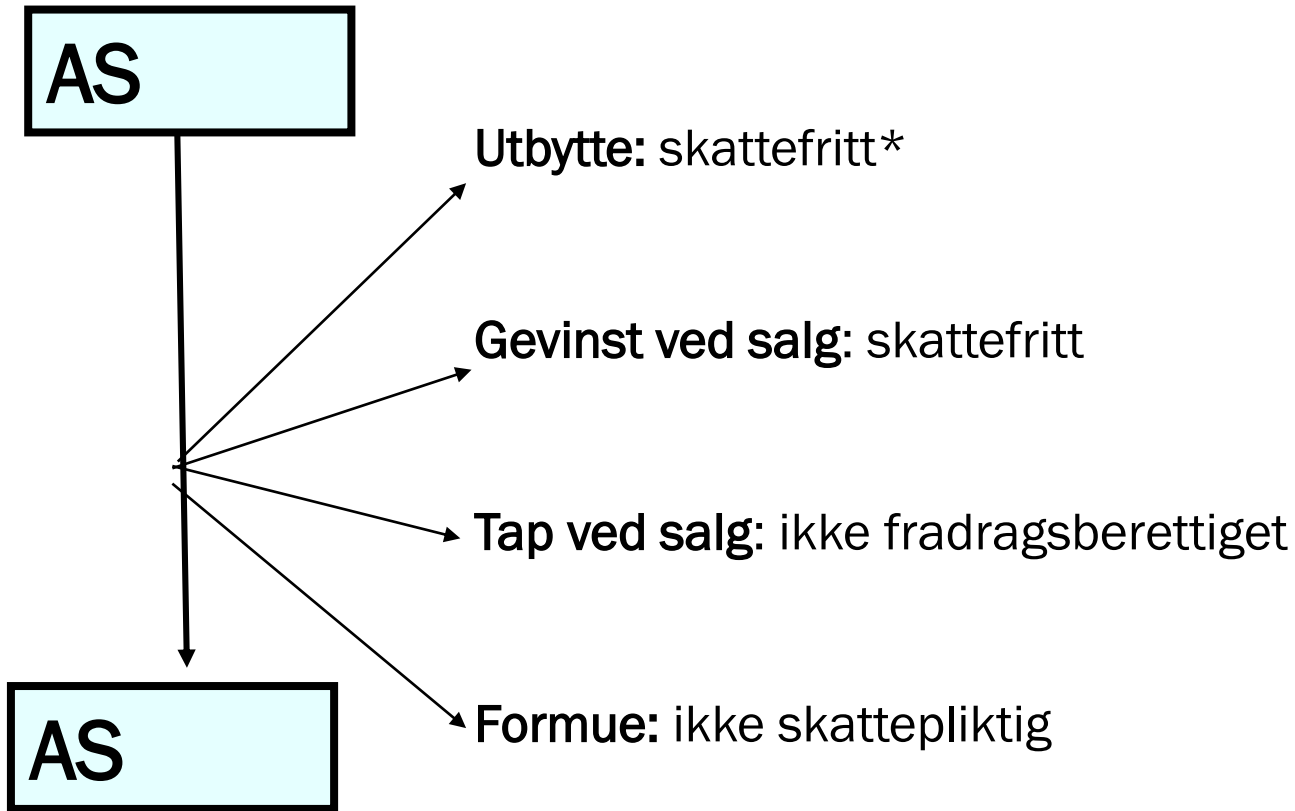 AS
Utbytte: skattefritt*
Gevinst ved salg: skattefritt
Tap ved salg: ikke fradragsberettiget
Formue: ikke skattepliktig
AS